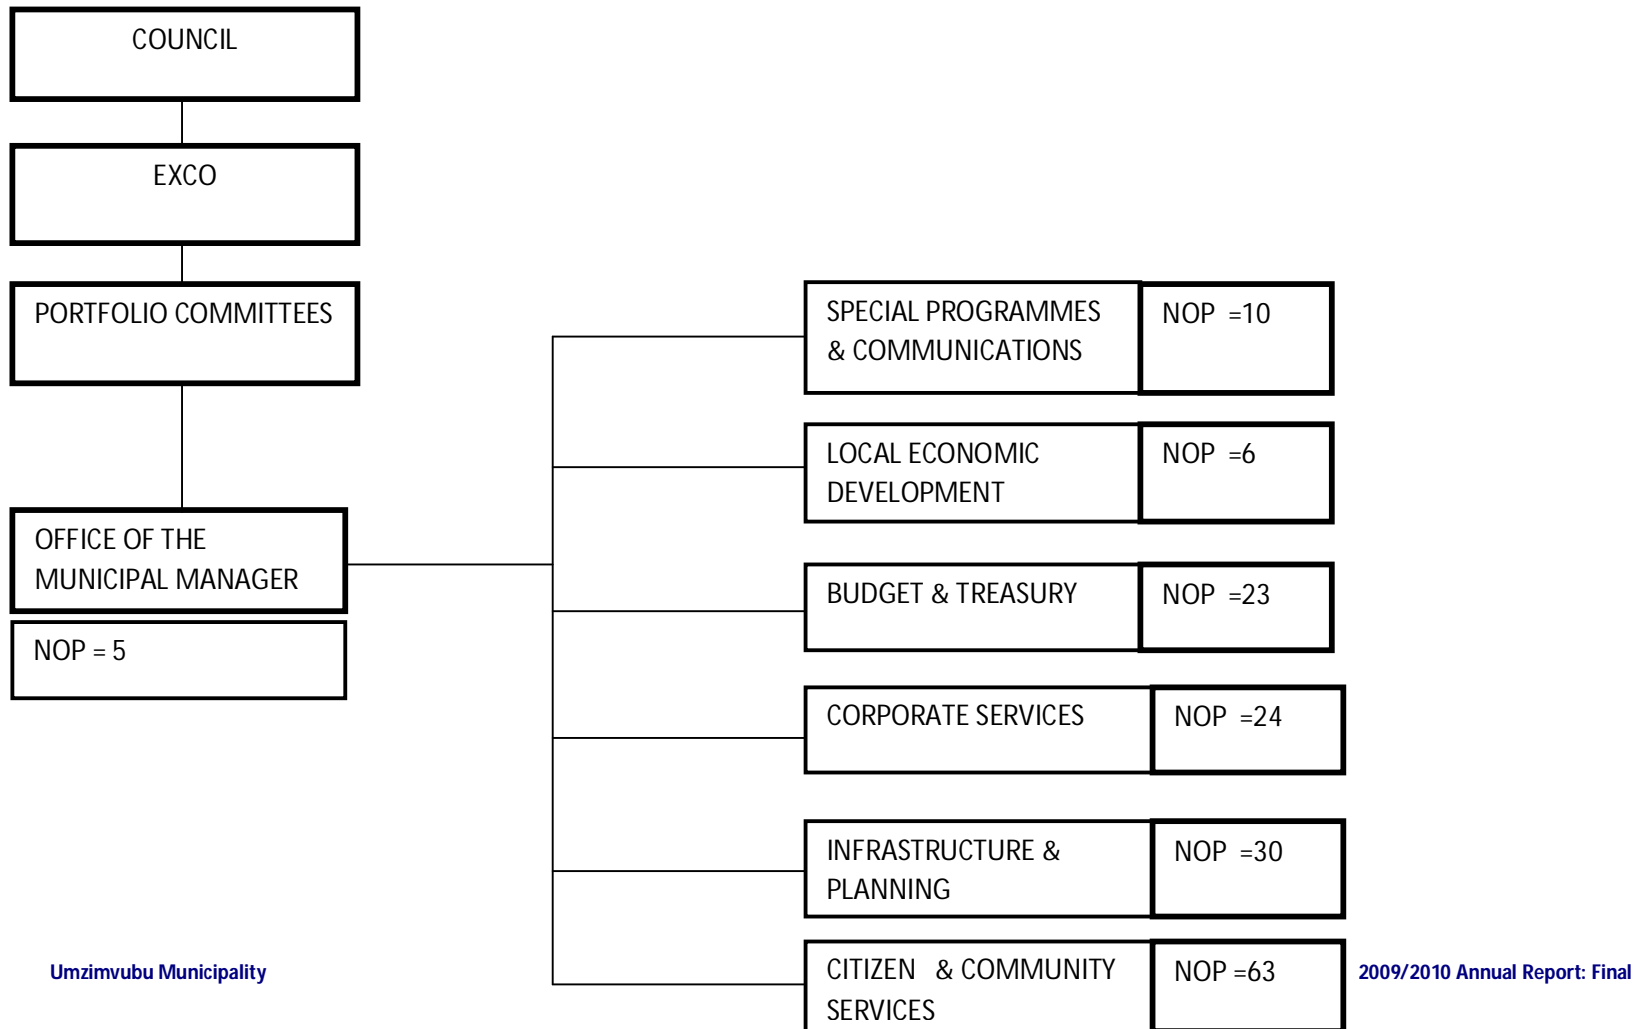 COUNCIL
EXCO
PORTFOLIO COMMITTEES
OFFICE OF THE
MUNICIPAL MANAGER
NOP = 5
SPECIAL PROGRAMMES
& COMMUNICATIONS
NOP =10
LOCAL ECONOMIC
DEVELOPMENT
NOP =6
BUDGET & TREASURY
NOP =23
CORPORATE SERVICES
NOP =24
INFRASTRUCTURE &
PLANNING
NOP =30
CITIZEN & COMMUNITY
SERVICES
NOP =63
Umzimvubu Municipality
2009/2010 Annual Report: Final